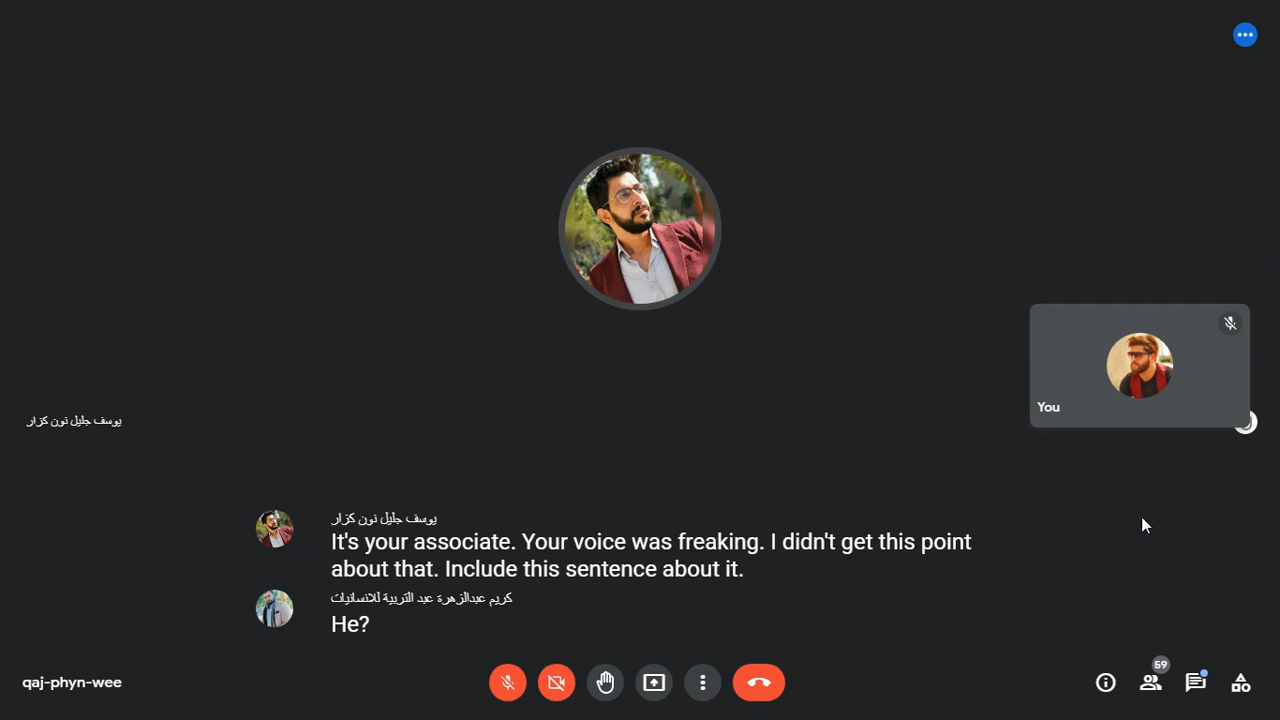 You
يوسف جليل نون كزار
يوسف جليل نون كزار
It's your associate. Your voice was freaking. I didn't get this point
about that. Include this sentence about it.
كريم عبدالزهرة عبد التربية للانسانيات
He?
qaj-phyn-wee
59